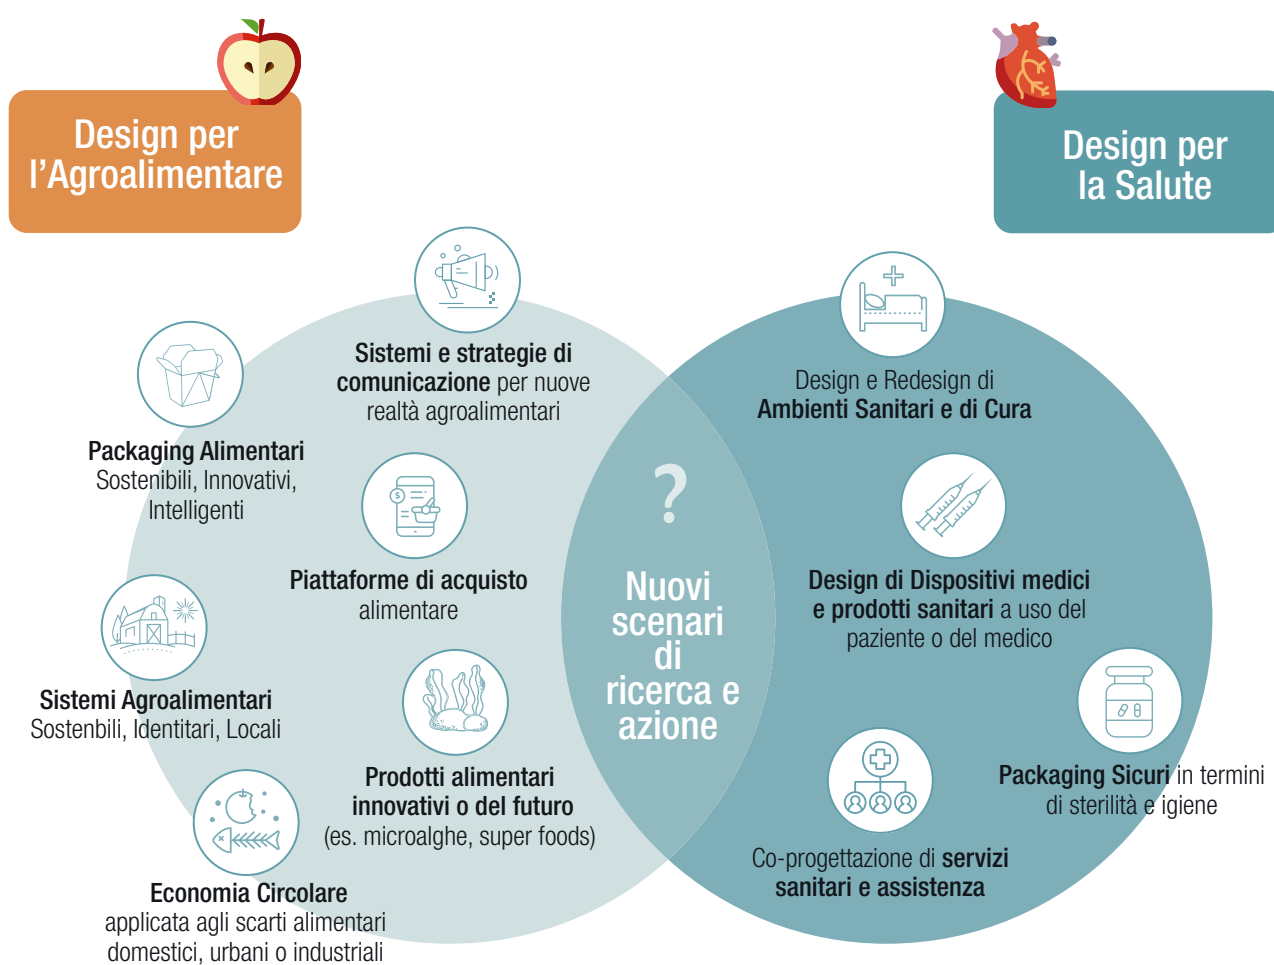 Design per
l'Agroalimentare
Design per
la Salute
Sistemi e strategie di
comunicazione per nuove
realtà agroalimentari
Packaging Alimentari
Sostenibili, Innovativi,
Intelligenti
$
Piattaforme di acquisto
alimentare
Sistemi Agroalimentari
Sostenbili, Identitari, Locali
Prodotti alimentari
innovativi o del futuro
(es. microalghe, super foods)
Economia Circolare
applicata agli scarti alimentari
domestici, urbani o industriali
?
Nuovi
scenari
di
ricerca e
azione
Design e Redesign di
Ambienti Sanitari e di Cura
Design di Dispositivi medici
e prodotti sanitari a uso del
paziente o del medico
Packaging Sicuri in termini
di sterilità e igiene
Co-progettazione di servizi
sanitari e assistenza